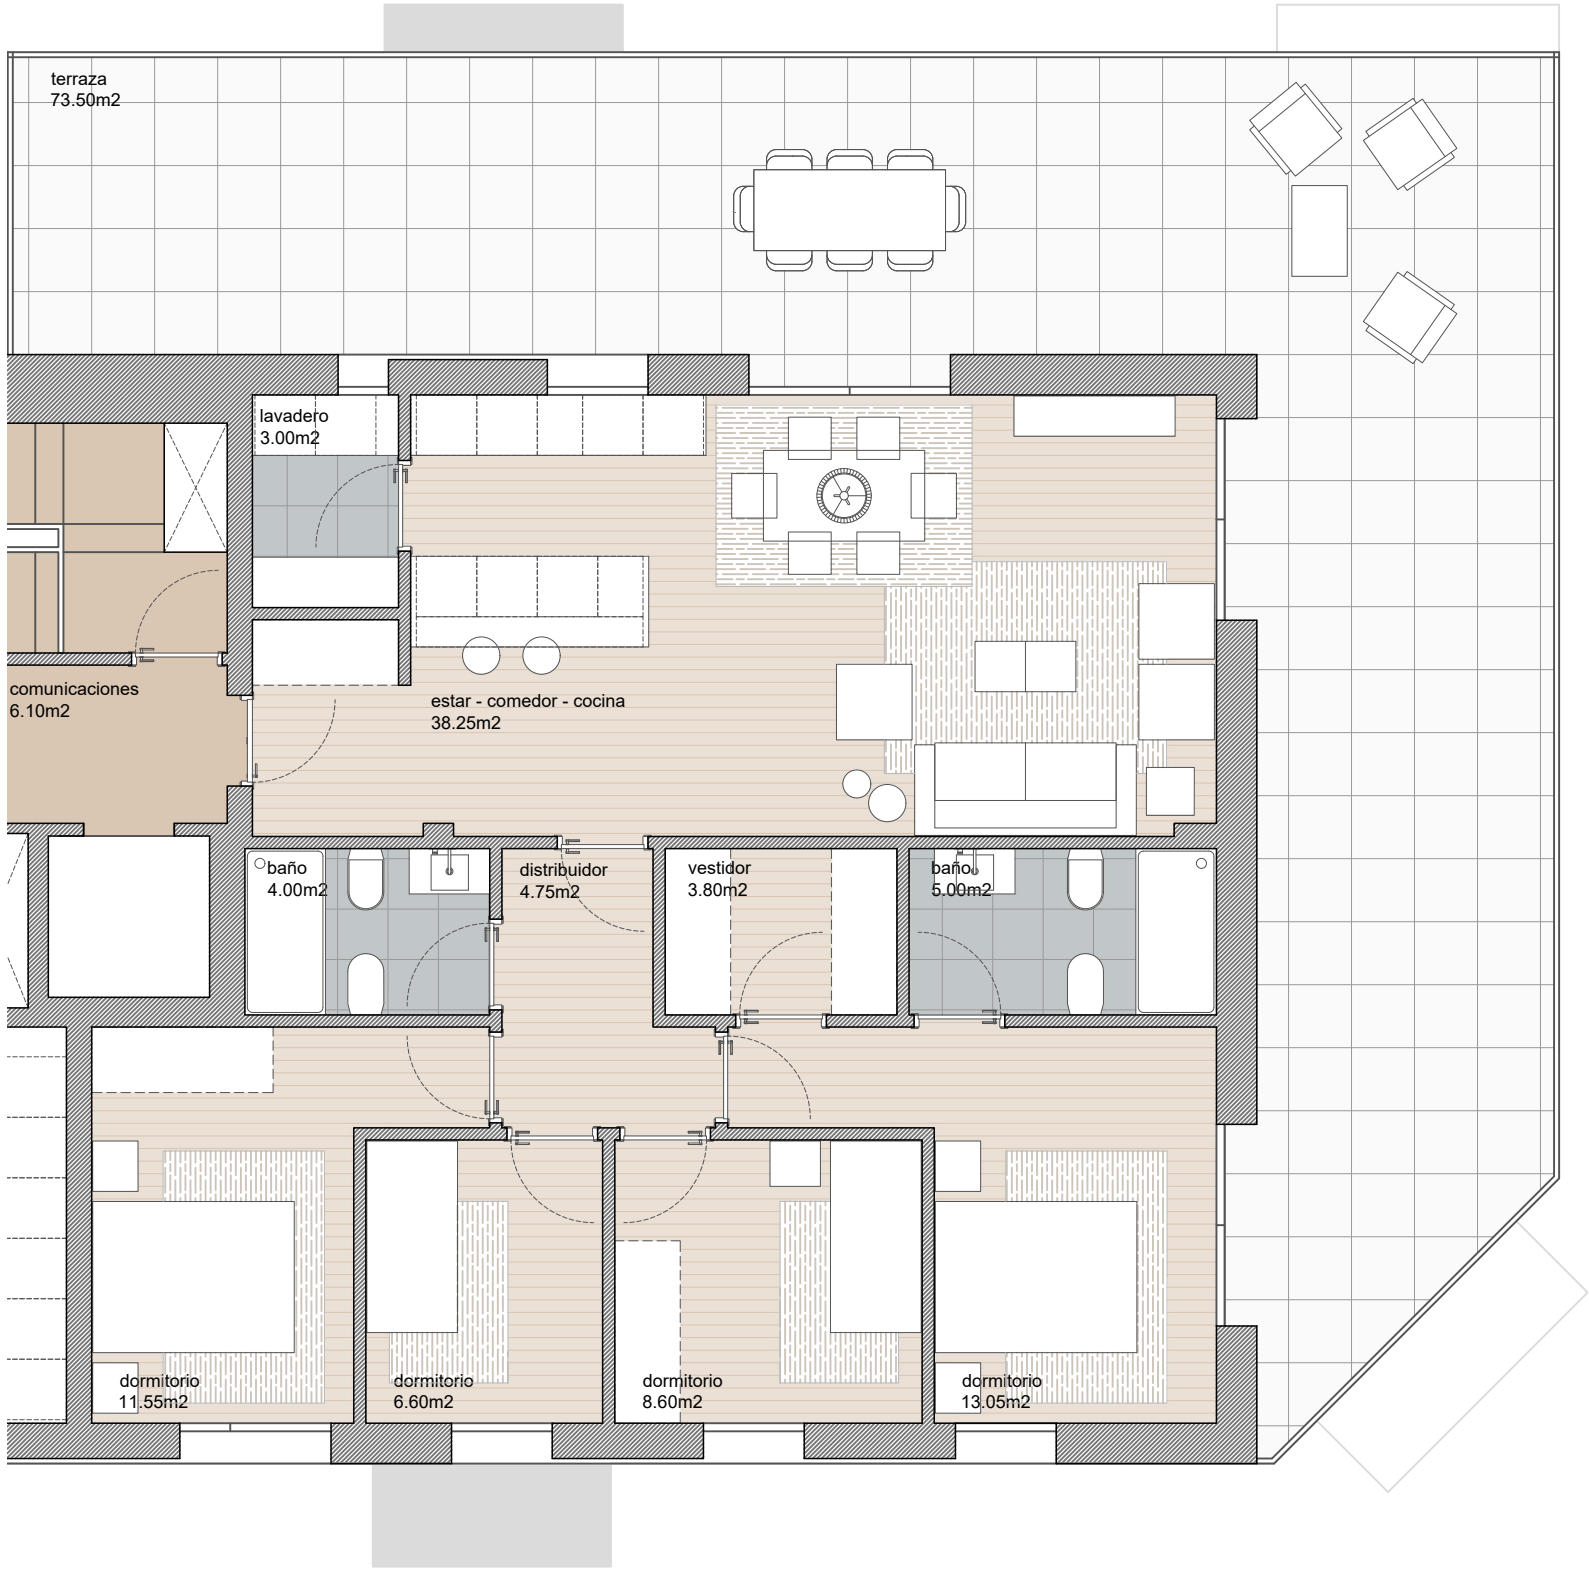 terraza
73.50m2
lavadero
3.00m2
comunicaciones
6.10m2
estar - comedor - cocina
38.25m2
baño
4.00m2
distribuidor
4.75m2
vestidor
3.80m2
baño
5.00m2
dormitorio
11.55m2
dormitorio
6.60m2
dormitorio
8.60m2
dormitorio
13.05m2